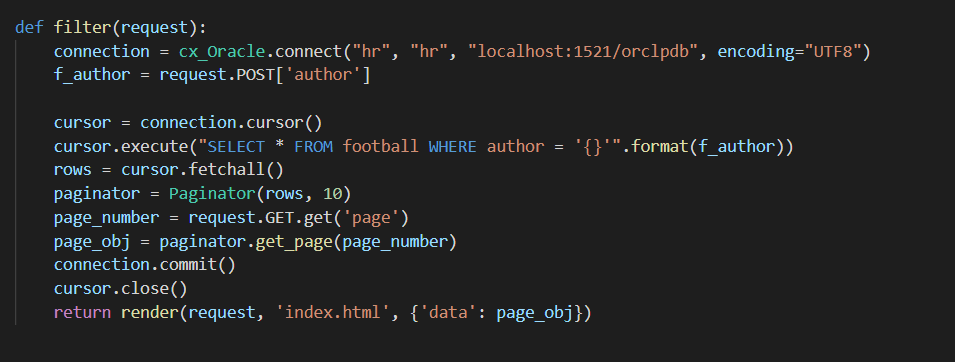 def filter(request):
    connection = cx_Oracle.connect("hr", "hr", "localhost:1521/orclpdb", encoding="UTF8")
    f_author = request.POST['author']

    cursor = connection.cursor()
    cursor.execute("SELECT * FROM football WHERE author = '{}'".format(f_author))
    rows = cursor.fetchall()
    paginator = Paginator(rows, 10)
    page_number = request.GET.get('page')
    page_obj = paginator.get_page(page_number)
    connection.commit()
    cursor.close()
    return render(request, 'index.html', {'data': page_obj})